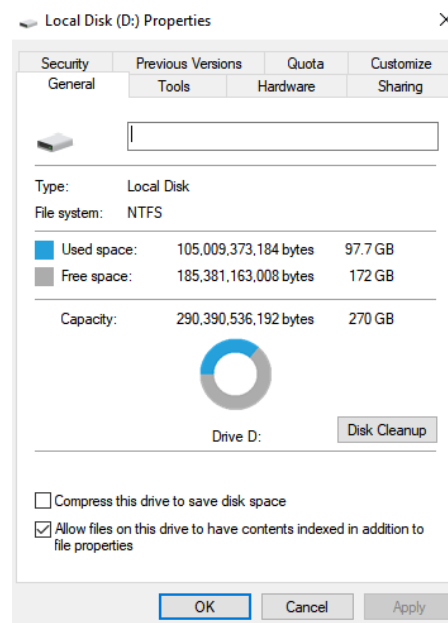 Local Disk (D:) Properties
Security Previous Versions Quota Customize
General Tools Hardware Sharing
Type: Local Disk
File system: NTFS
Used space: 105,009,373,184 bytes 97.7 GB
Free space: 185,381,163,008 bytes 172 GB
Capacity: 290,390,536,192 bytes 270 GB
Drive D:
Disk Cleanup
Compress this drive to save disk space
Allow files on this drive to have contents indexed in addition to
file properties
OK Cancel Apply